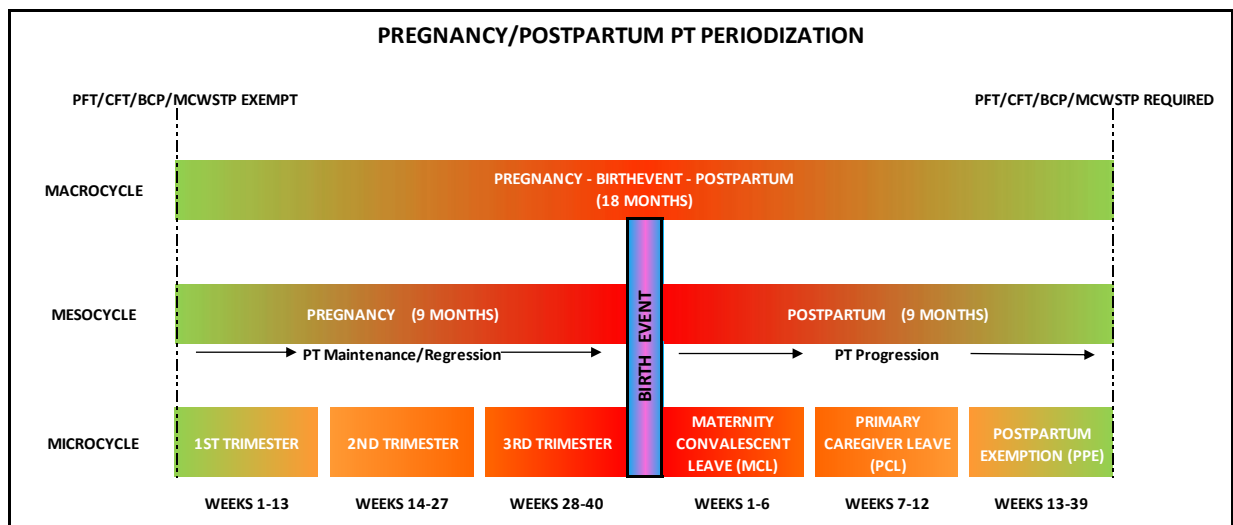 PREGNANCY/POSTPARTUM PT PERIODIZATION
PFT/CFT/BCP/MCWSTP EXEMPT
PFT/CFT/BCP/MCWSTP REQUIRED
MACROCYCLE
PREGNANCY - BIRTHEVENT - POSTPARTUM
(18 MONTHS)
MESOCYCLE
PREGNANCY (9 MONTHS)
BIRTH EVENT
POSTPARTUM (9 MONTHS)
PT Maintenance/Regression
PT Progression
MICROCYCLE
1ST TRIMESTER
2ND TRIMESTER
3RD TRIMESTER
MATERNITY
CONVALESCENT
LEAVE (MCL)
PRIMARY
CAREGIVER LEAVE
(PCL)
POSTPARTUM
EXEMPTION (PPE)
WEEKS 1-13
WEEKS 14-27
WEEKS 28-40
WEEKS 1-6
WEEKS 7-12
WEEKS 13-39